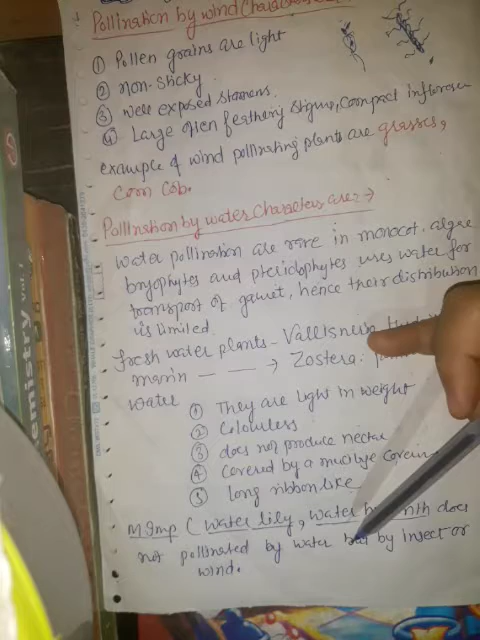 Pollination by wind Character
① Pollen grains are light
② non-sticky.
③ well exposed stamens.
④ Large often feathery stigma, compact inflorescen
example of wind pollinating plants are grasses,
Corn Cob.
Pollination by water characters are:→
Water pollination are rare in monocot. algae
bryophytes and pteridophytes uses water for
transport of gamet, hence their distribution
is limited.
Fresh water plants - Vallisneria
marin — — → Zostera.
water
① They are light in weight
② Colourless
③ does not produce nectar
④ Covered by a
⑤ long ribbon like
M Imp ( Water lily, water does
not pollinated by water but by insect or
wind.
emistry Vol.